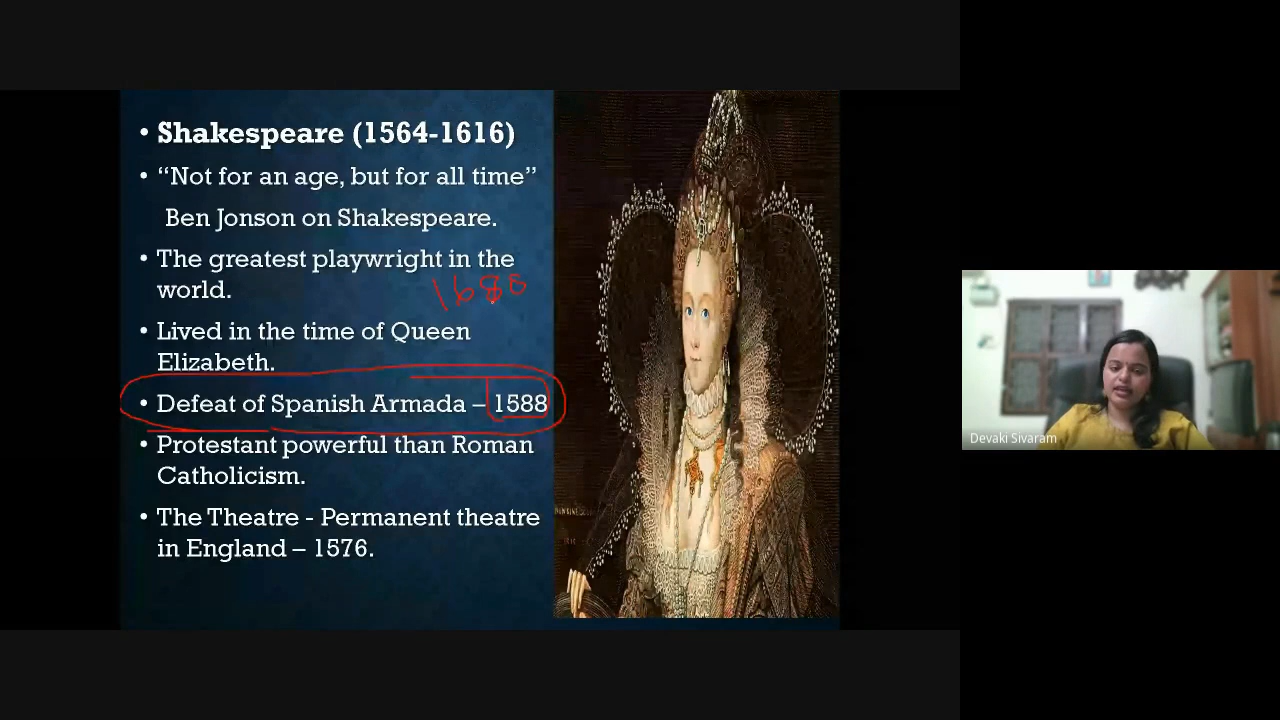 • Shakespeare (1564-1616)
• “Not for an age, but for all time”
Ben Jonson on Shakespeare.
• The greatest playwright in the
world.
1688
• Lived in the time of Queen
Elizabeth.
• Defeat of Spanish Armada – 1588
• Protestant powerful than Roman
Catholicism.
• The Theatre - Permanent theatre
in England – 1576.
Devaki Sivaram